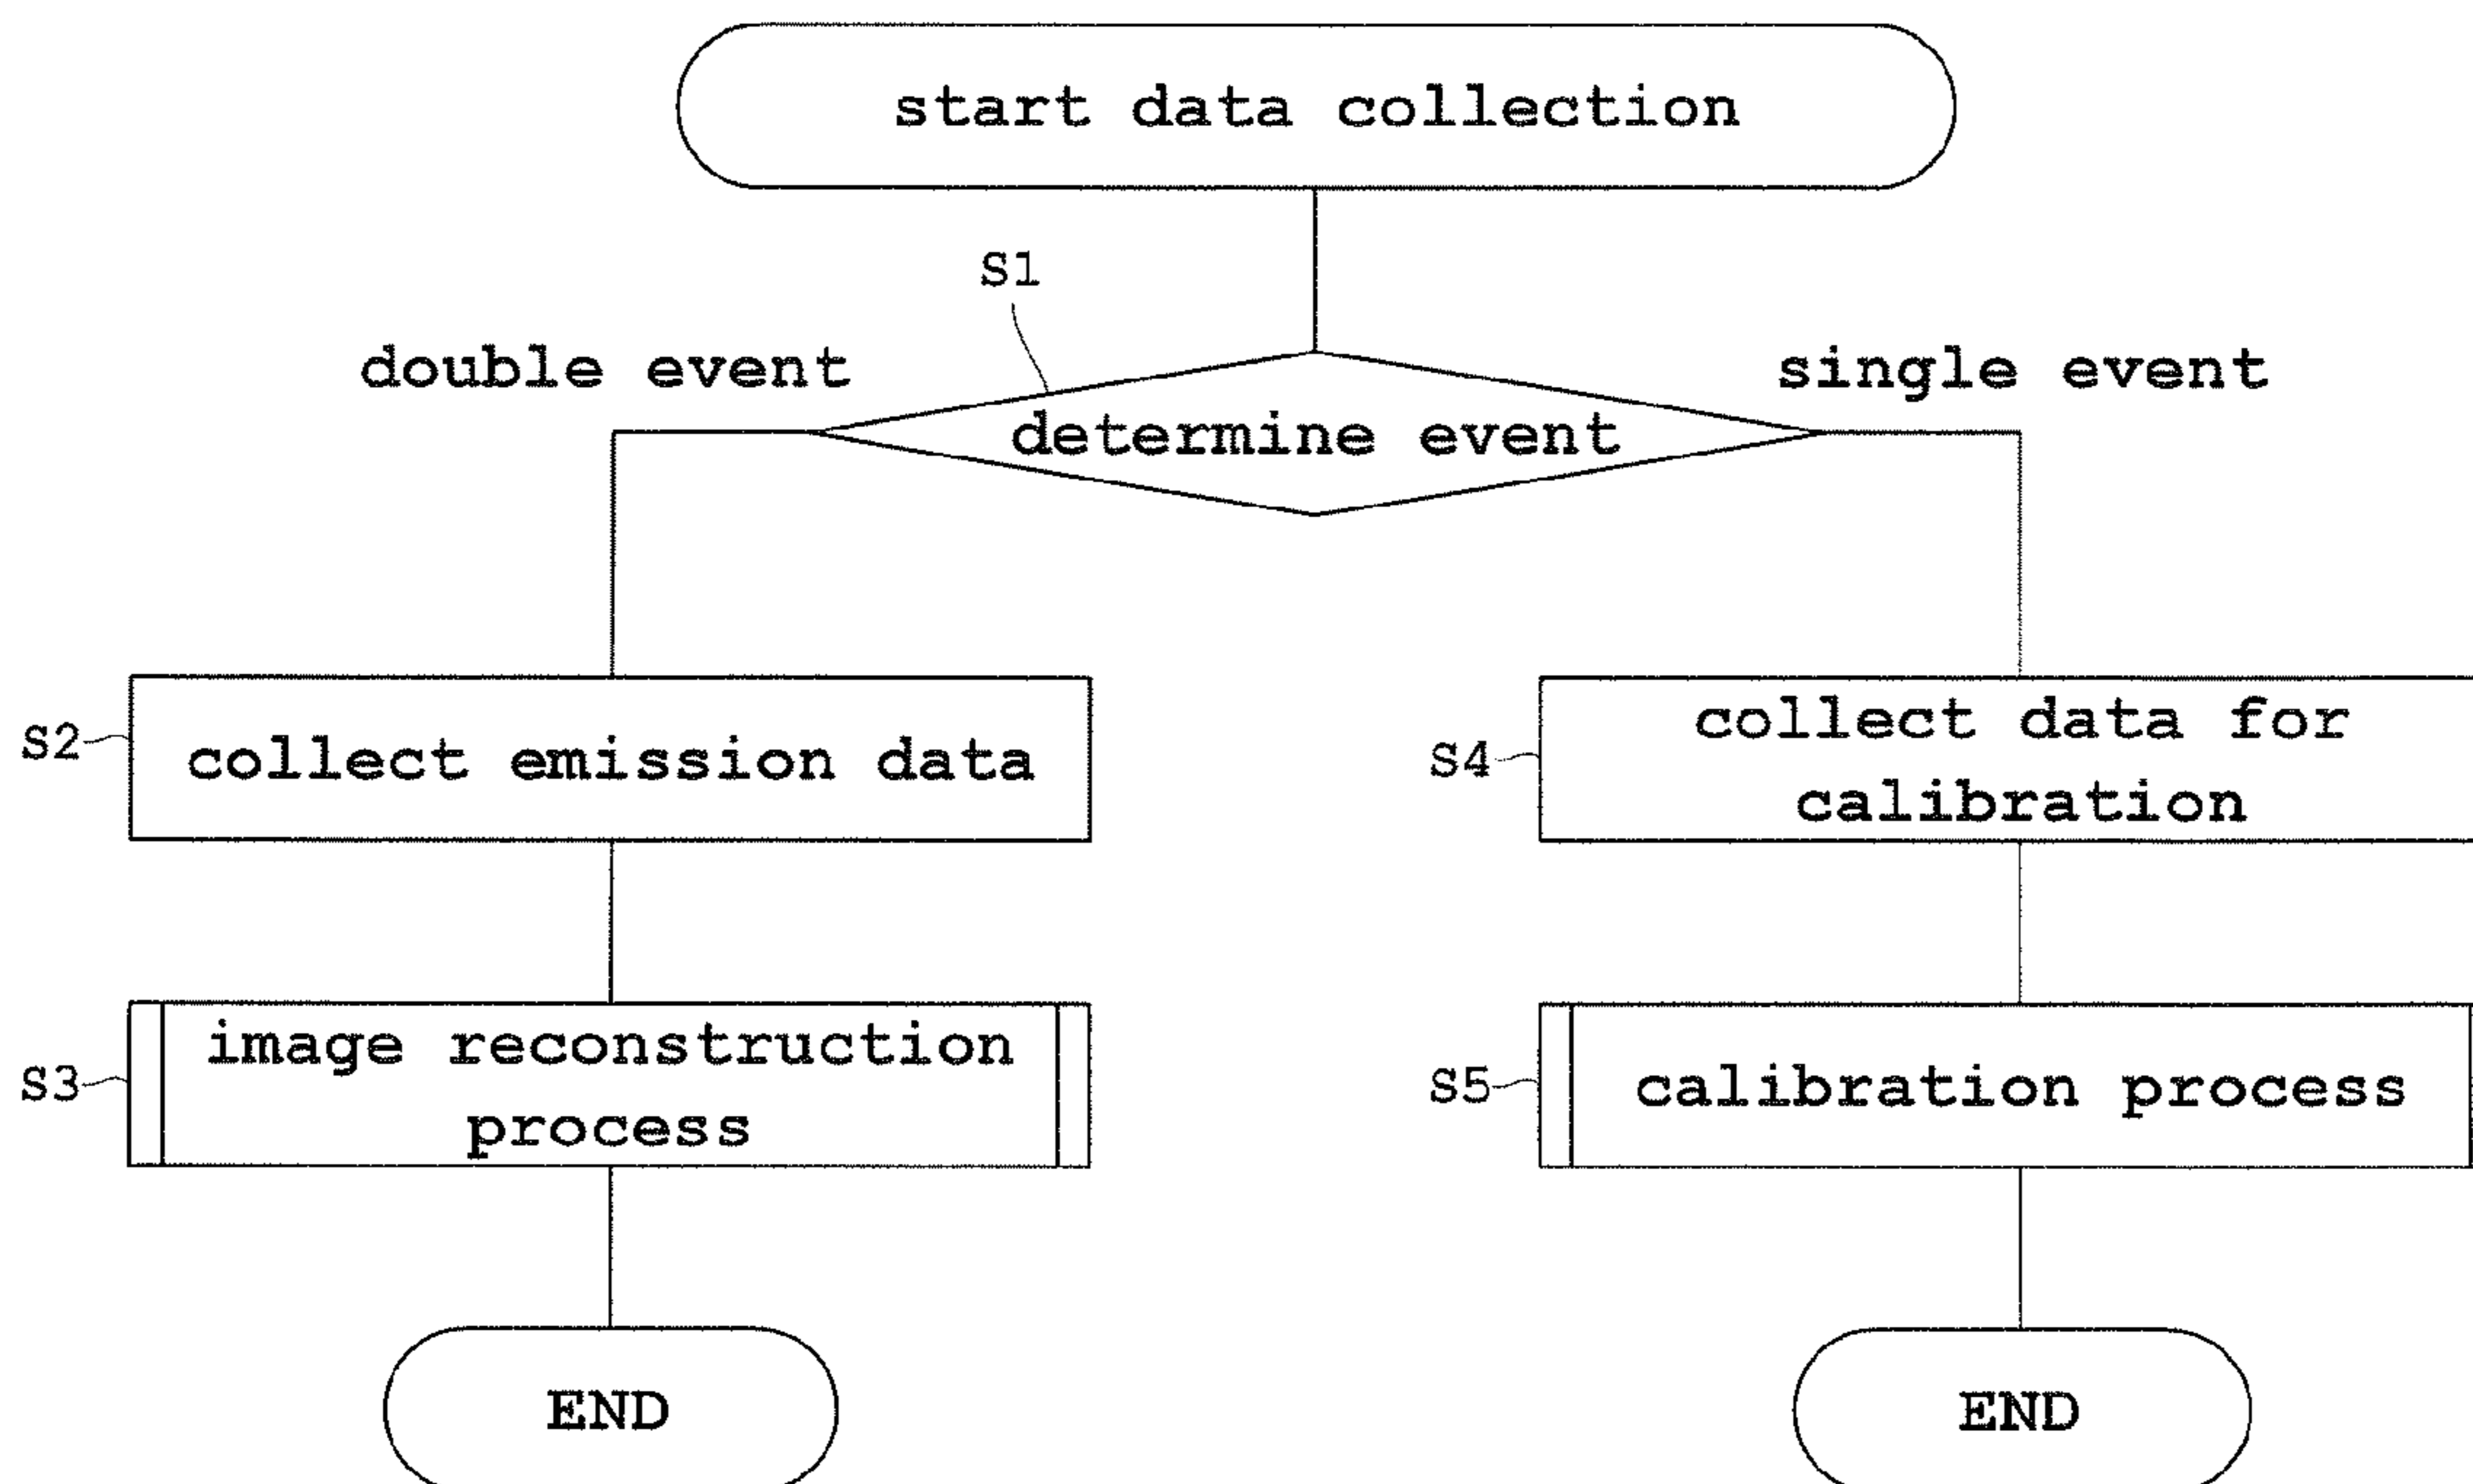 start data collection
S1
double event
single event
determine event
S2
collect emission data
S4
collect data for
calibration
S3
image reconstruction
process
S5
calibration process
END
END